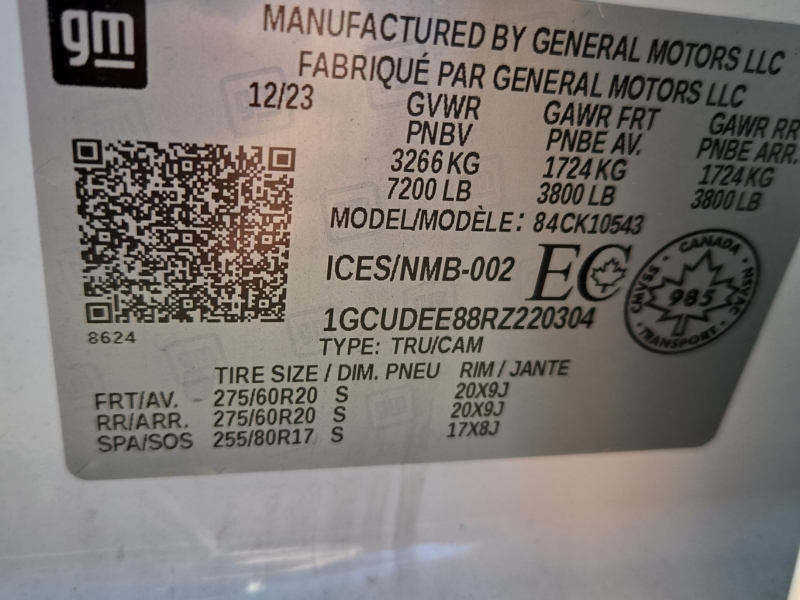 gm
MANUFACTURED BY GENERAL MOTORS LLC
FABRIQUÉ PAR GENERAL MOTORS LLC
12/23
GVWR GAWR FRT GAWR RR
PNBV PNBE AV. PNBE ARR.
3266 KG 1724 KG 1724 KG
7200 LB 3800 LB 3800 LB
MODEL/MODÈLE: 84CK10543
ICES/NMB-002 EC
CANADA
CMVSS 985 NSVAC
TRANSPORT
1GCUDEE88RZ220304
8624
TYPE: TRU/CAM
TIRE SIZE / DIM. PNEU RIM / JANTE
FRT/AV. 275/60R20 S 20X9J
RR/ARR. 275/60R20 S 20X9J
SPA/SOS 255/80R17 S 17X8J